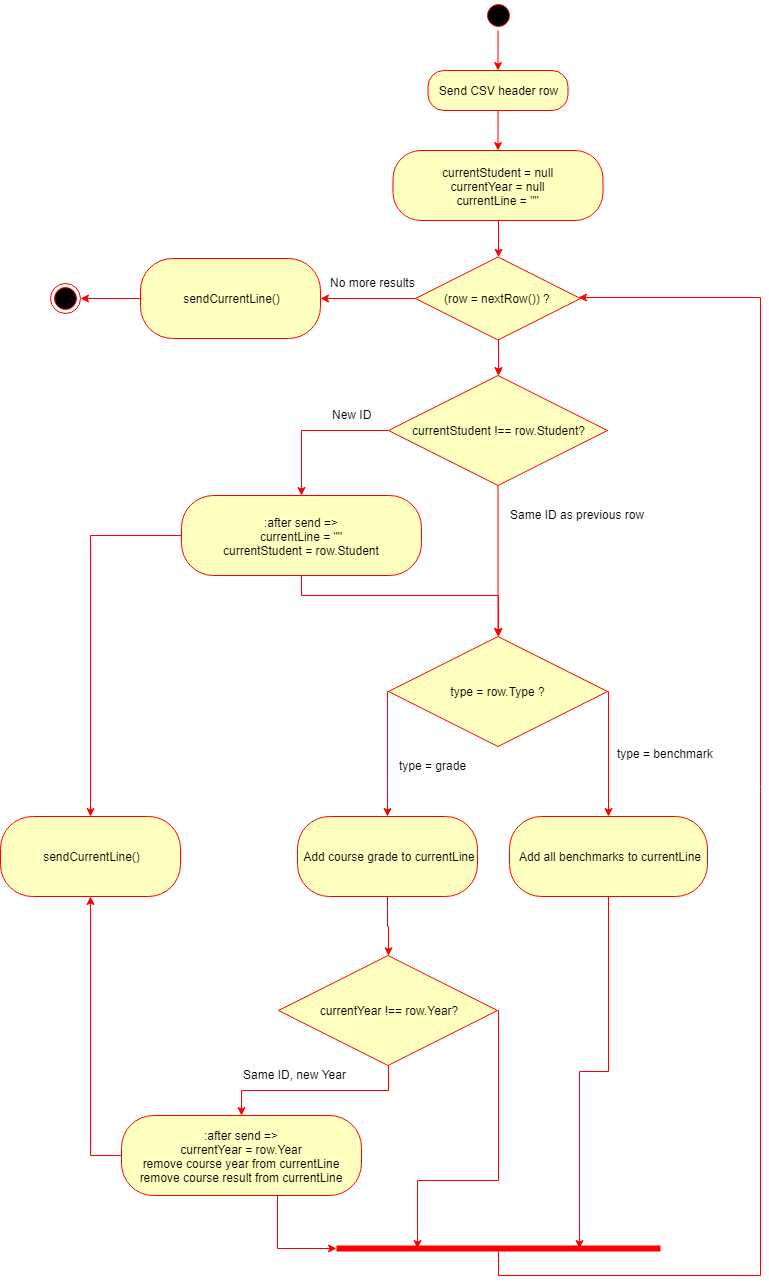 Send CSV header row
currentStudent = null
currentYear = null
currentLine = ""
No more results
sendCurrentLine()
(row = nextRow()) ?
New ID
currentStudent !== row.Student?
:after send =>
currentLine = ""
currentStudent = row.Student
Same ID as previous row
type = row.Type ?
type = grade
type = benchmark
sendCurrentLine()
Add course grade to currentLine
Add all benchmarks to currentLine
currentYear !== row.Year?
Same ID, new Year
:after send =>
currentYear = row.Year
remove course year from currentLine
remove course result from currentLine